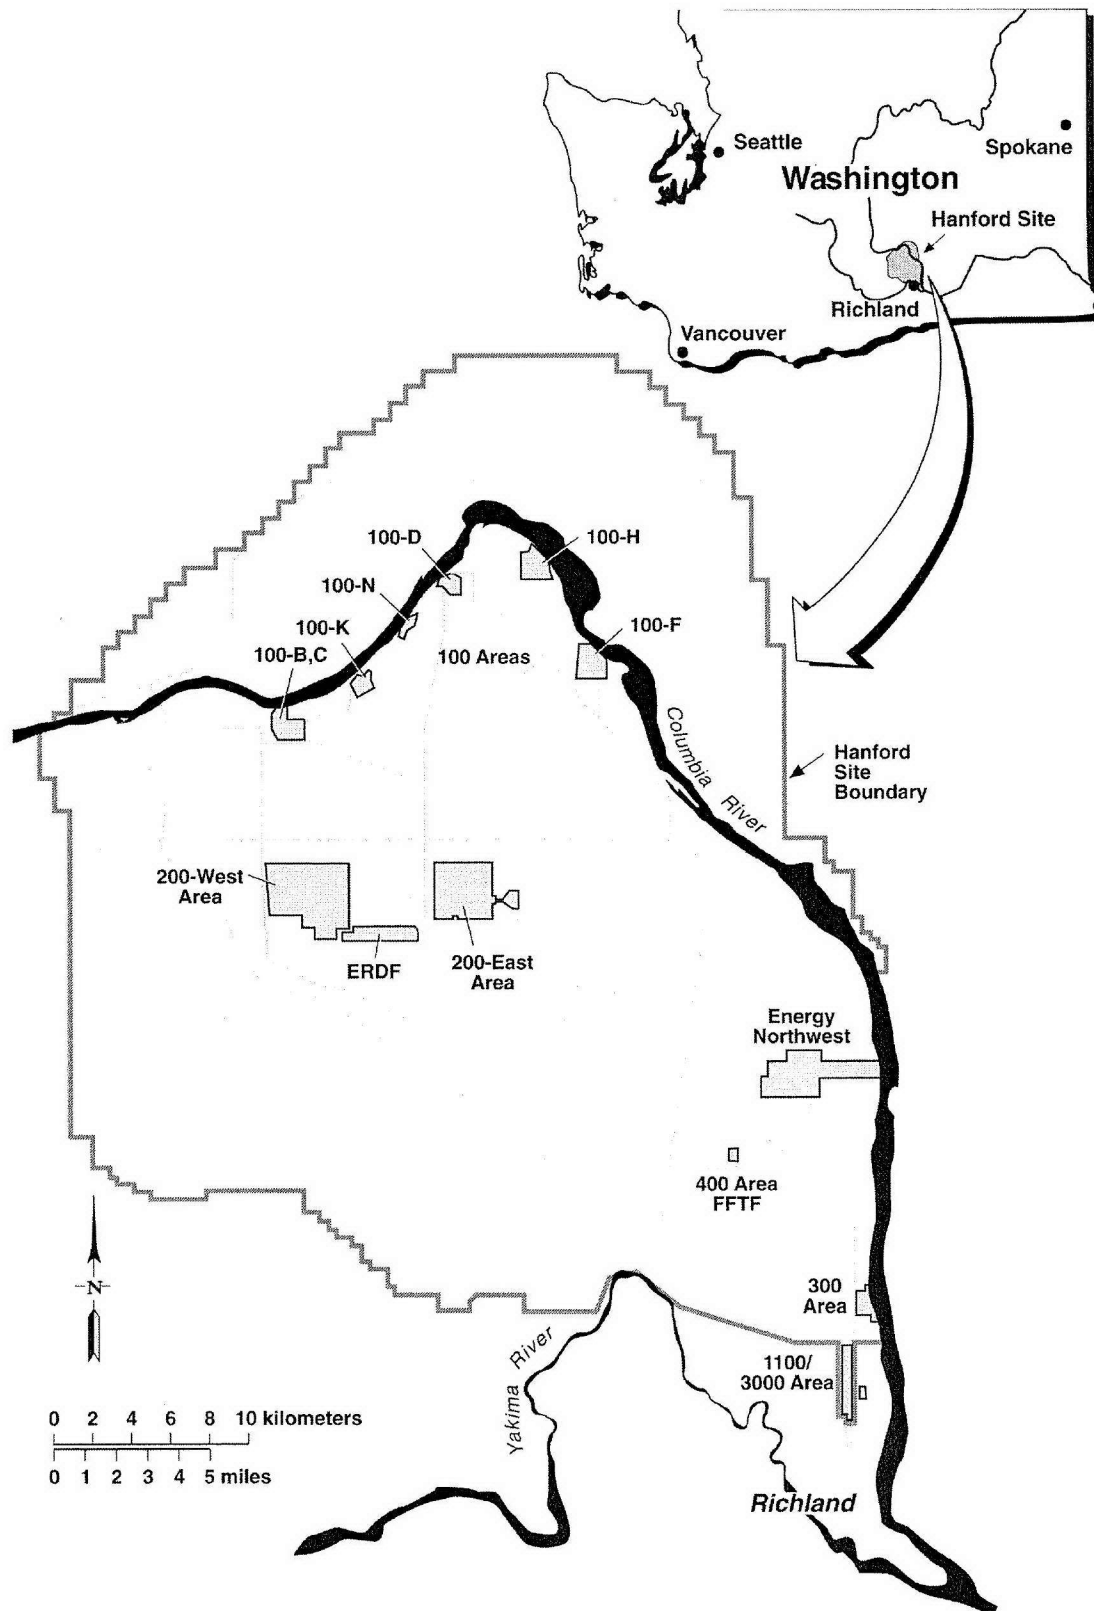 Seattle
Spokane
Washington
Hanford Site
Richland
Vancouver
100-D
100-H
100-N
100-K
100-F
100-B,C
100 Areas
Columbia
River
Hanford
Site
Boundary
200-West
Area
ERDF
200-East
Area
Energy
Northwest
400 Area
FFTF
N
300
Area
1100/
3000 Area
Yakima
River
0 2 4 6 8 10 kilometers
0 1 2 3 4 5 miles
Richland